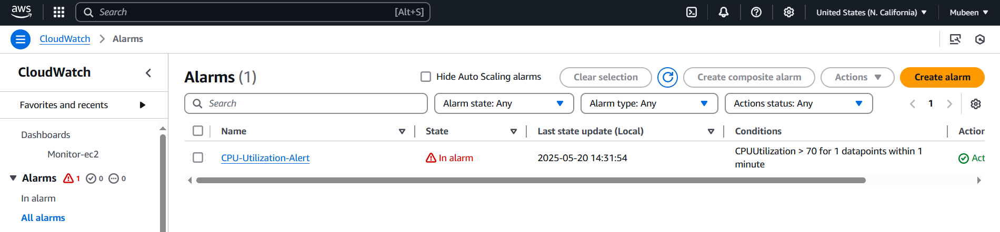 aws Search [Alt+S] United States (N. California) Mubeen
CloudWatch Alarms
CloudWatch
Favorites and recents
Dashboards
Monitor-ec2
Alarms 1 0 0
In alarm
All alarms
Alarms (1) Hide Auto Scaling alarms Clear selection Create composite alarm Actions Create alarm
Search Alarm state: Any Alarm type: Any Actions status: Any 1
Name State Last state update (Local) Conditions Action
CPU-Utilization-Alert In alarm 2025-05-20 14:31:54 CPUUtilization > 70 for 1 datapoints within 1
minute Act